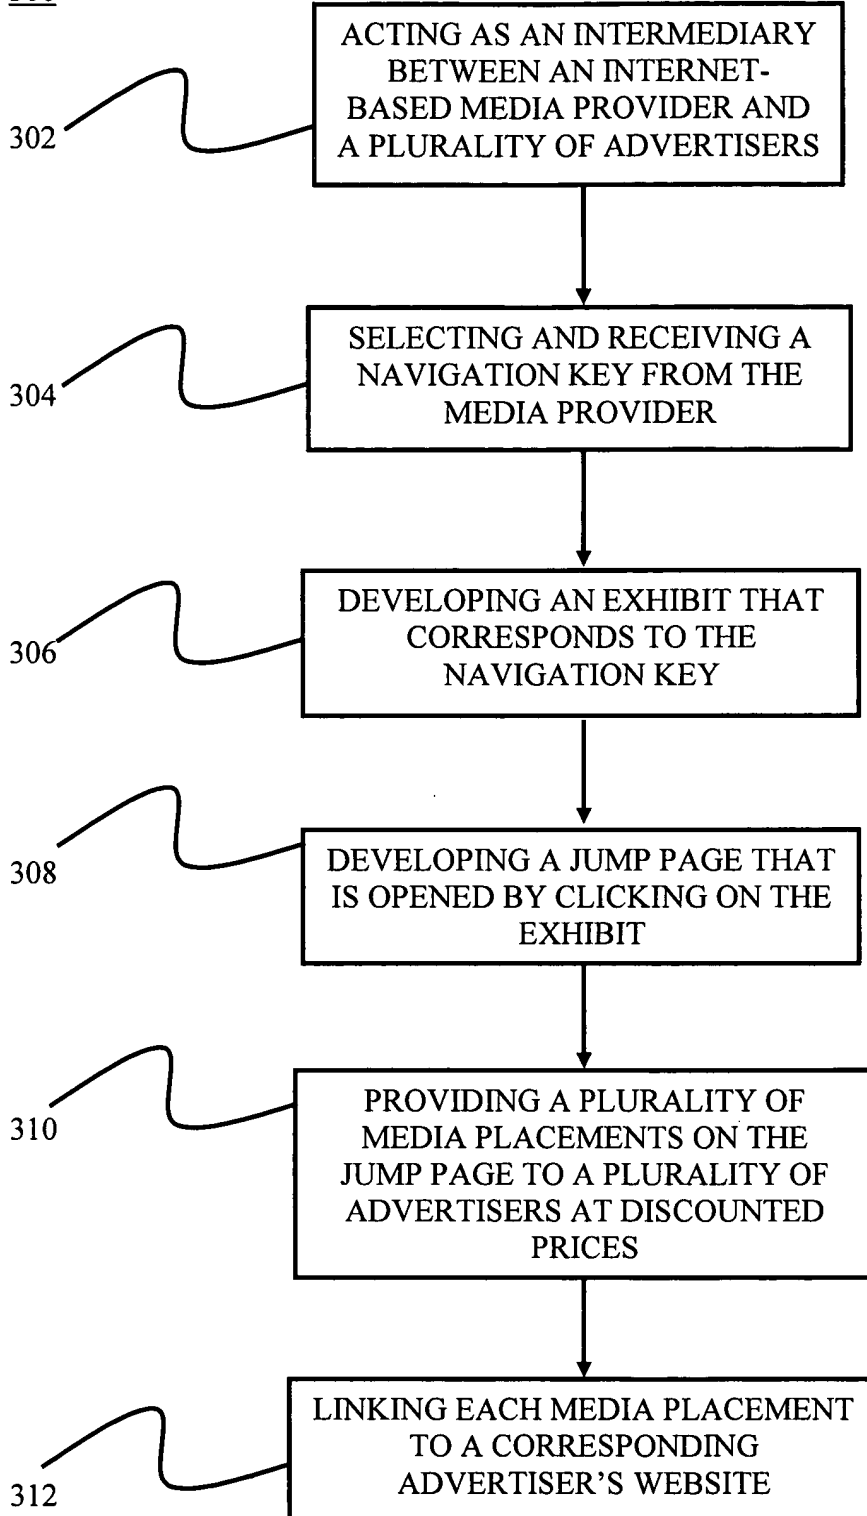 302
ACTING AS AN INTERMEDIARY
BETWEEN AN INTERNET-
BASED MEDIA PROVIDER AND
A PLURALITY OF ADVERTISERS
304
SELECTING AND RECEIVING A
NAVIGATION KEY FROM THE
MEDIA PROVIDER
306
DEVELOPING AN EXHIBIT THAT
CORRESPONDS TO THE
NAVIGATION KEY
308
DEVELOPING A JUMP PAGE THAT
IS OPENED BY CLICKING ON THE
EXHIBIT
310
PROVIDING A PLURALITY OF
MEDIA PLACEMENTS ON THE
JUMP PAGE TO A PLURALITY OF
ADVERTISERS AT DISCOUNTED
PRICES
312
LINKING EACH MEDIA PLACEMENT
TO A CORRESPONDING
ADVERTISER'S WEBSITE